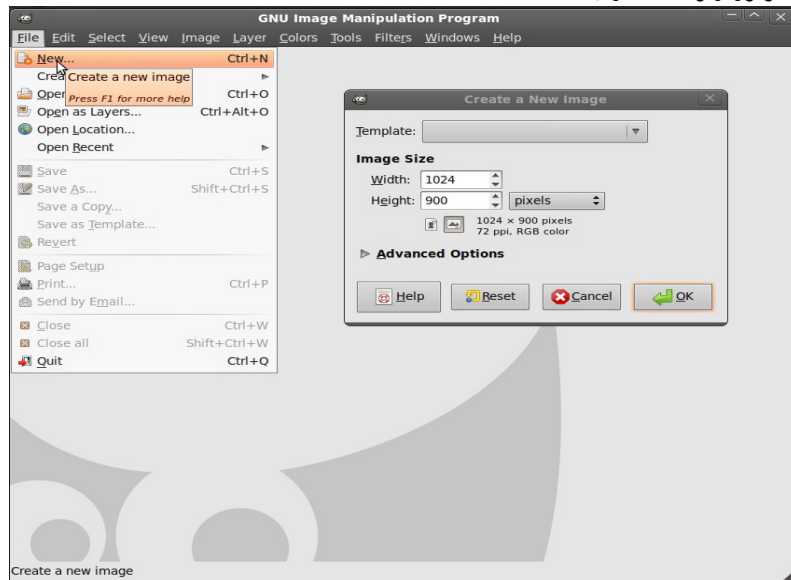 GNU Image Manipulation Program
File Edit Select View Image Layer Colors Tools Filters Windows Help
New... Ctrl+N
Crea
Create a new image
Press F1 for more help
Open Ctrl+O
Open as Layers... Ctrl+Alt+O
Open Location...
Open Recent
Save Ctrl+S
Save As... Shift+Ctrl+S
Save a Copy...
Save as Template...
Revert
Page Setup
Print... Ctrl+P
Send by Email...
Close Ctrl+W
Close all Shift+Ctrl+W
Quit Ctrl+Q
Create a New Image
Template:
Image Size
Width: 1024
Height: 900 pixels
1024 × 900 pixels
72 ppi, RGB color
Advanced Options
Help Reset Cancel OK
Create a new image